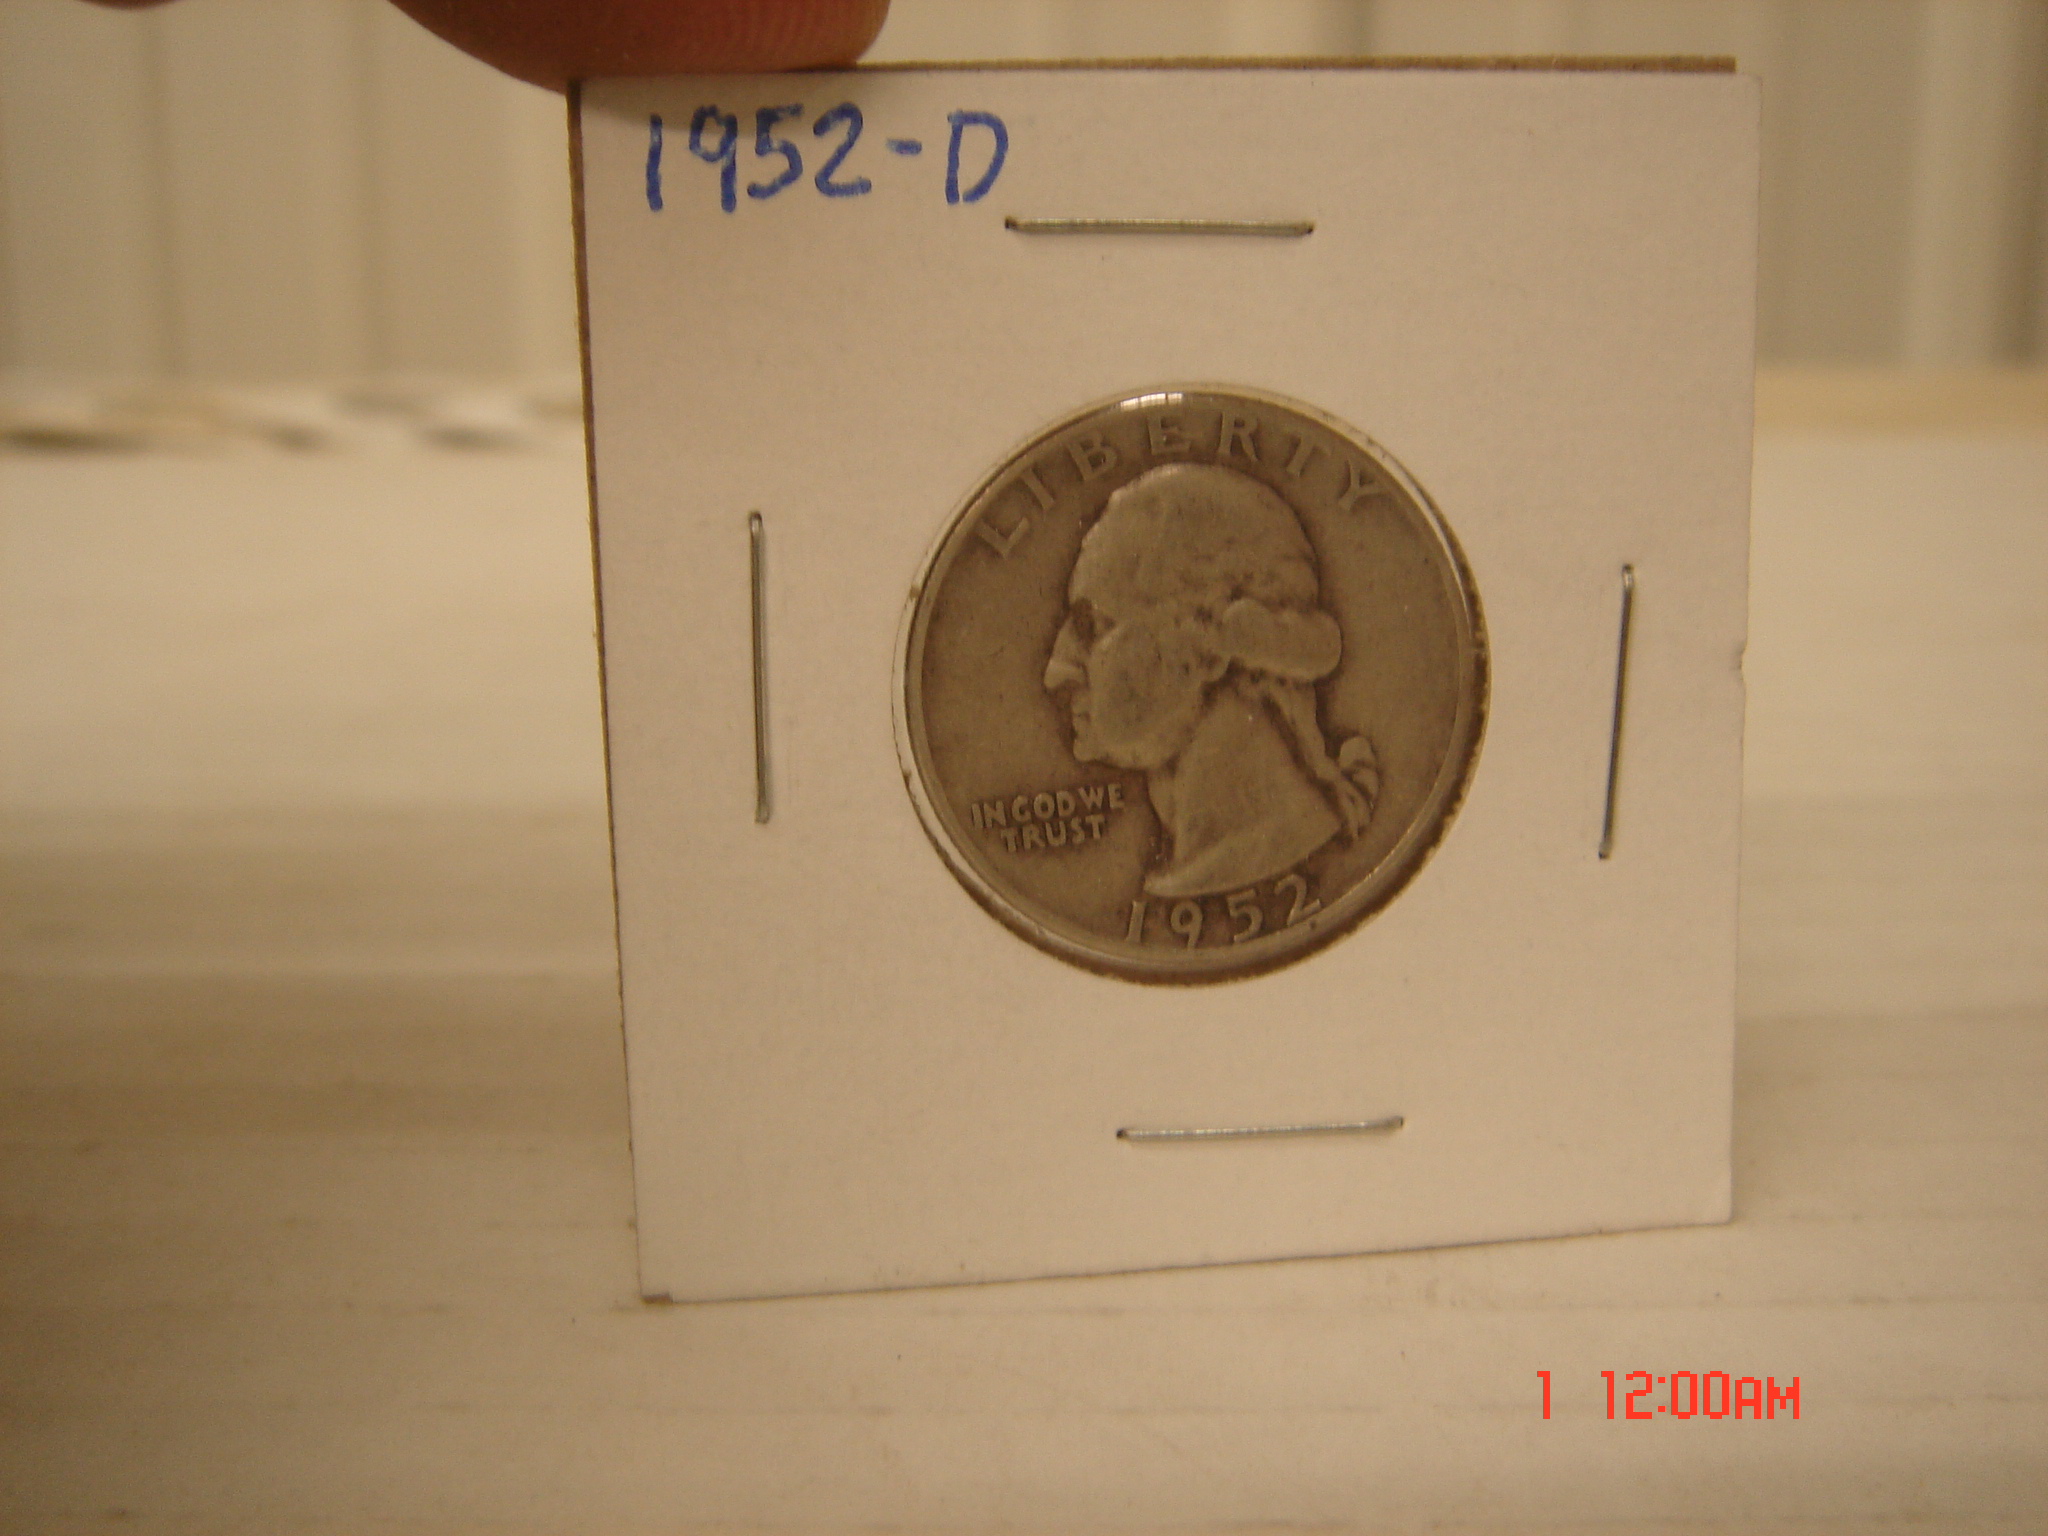 1952-D
LIBERTY
IN GOD WE
TRUST
1952
1 12:00AM